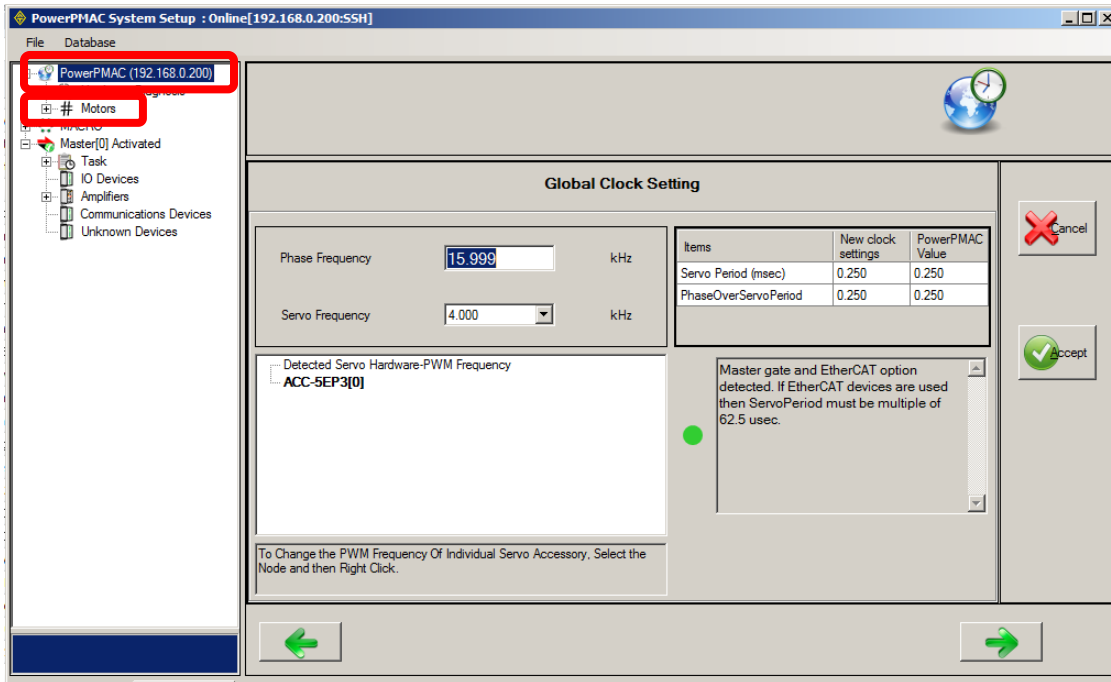 PowerPMAC System Setup : Online[192.168.0.200:SSH]
File Database
PowerPMAC (192.168.0.200)
Motors
Master[0] Activated
Task
IO Devices
Amplifiers
Communications Devices
Unknown Devices
Global Clock Setting
Phase Frequency 15.999 kHz
Servo Frequency 4.000 kHz
Items New clock settings PowerPMAC Value
Servo Period (msec) 0.250 0.250
PhaseOverServoPeriod 0.250 0.250
Detected Servo Hardware-PWM Frequency
ACC-5EP3[0]
Master gate and EtherCAT option
detected. If EtherCAT devices are used
then ServoPeriod must be multiple of
62.5 usec.
To Change the PWM Frequency Of Individual Servo Accessory, Select the
Node and then Right Click.
Cancel
Accept